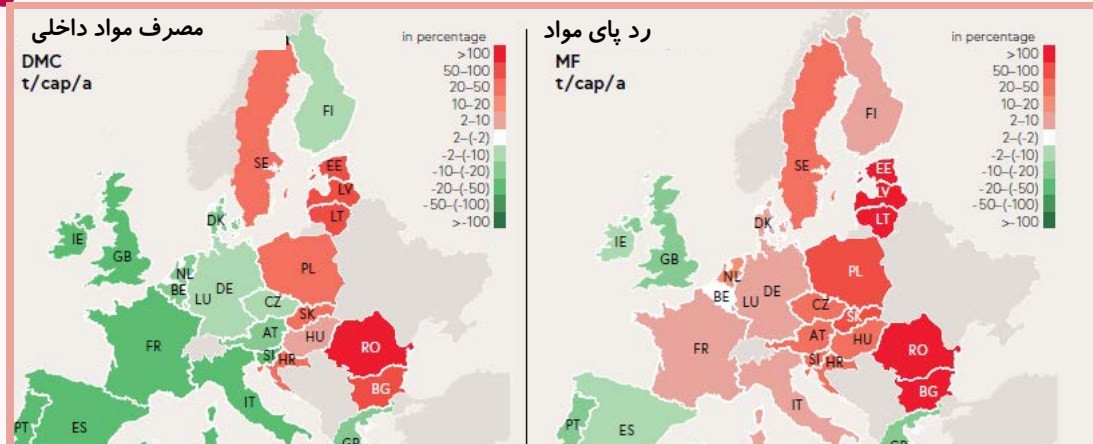 مصرف مواد داخلی
DMC
t/cap/a
in percentage
>100
50–100
20–50
10–20
2–10
2–(-2)
-2–(-10)
-10–(-20)
-20–(-50)
-50–(-100)
>-100
FI
SE
EE
LV
LT
DK
IE
GB
NL
BE
LU
DE
PL
CZ
SK
FR
AT
HU
SI
HR
RO
BG
IT
PT
ES
GR
رد پای مواد
MF
t/cap/a
in percentage
>100
50–100
20–50
10–20
2–10
2–(-2)
-2–(-10)
-10–(-20)
-20–(-50)
-50–(-100)
>-100
FI
SE
EE
LV
LT
DK
IE
GB
NL
BE
LU
DE
PL
CZ
SK
FR
AT
HU
SI
HR
RO
BG
IT
PT
ES
GR